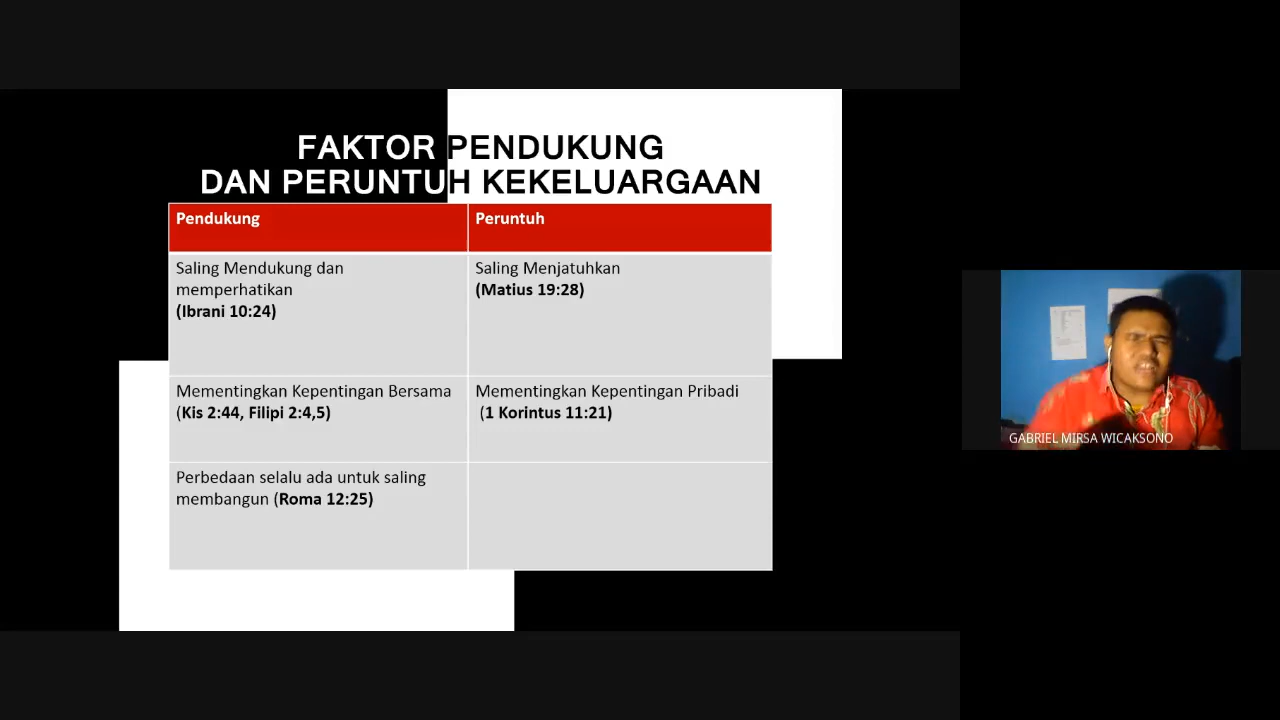 FAKTOR PENDUKUNG
DAN PERUNTUH KEKELUARGAAN
Pendukung
Peruntuh
Saling Mendukung dan
memperhatikan
(Ibrani 10:24)
Saling Menjatuhkan
(Matius 19:28)
Mementingkan Kepentingan Bersama
(Kis 2:44, Filipi 2:4,5)
Mementingkan Kepentingan Pribadi
(1 Korintus 11:21)
Perbedaan selalu ada untuk saling
membangun (Roma 12:25)
GABRIEL MIRSA WICAKSONO